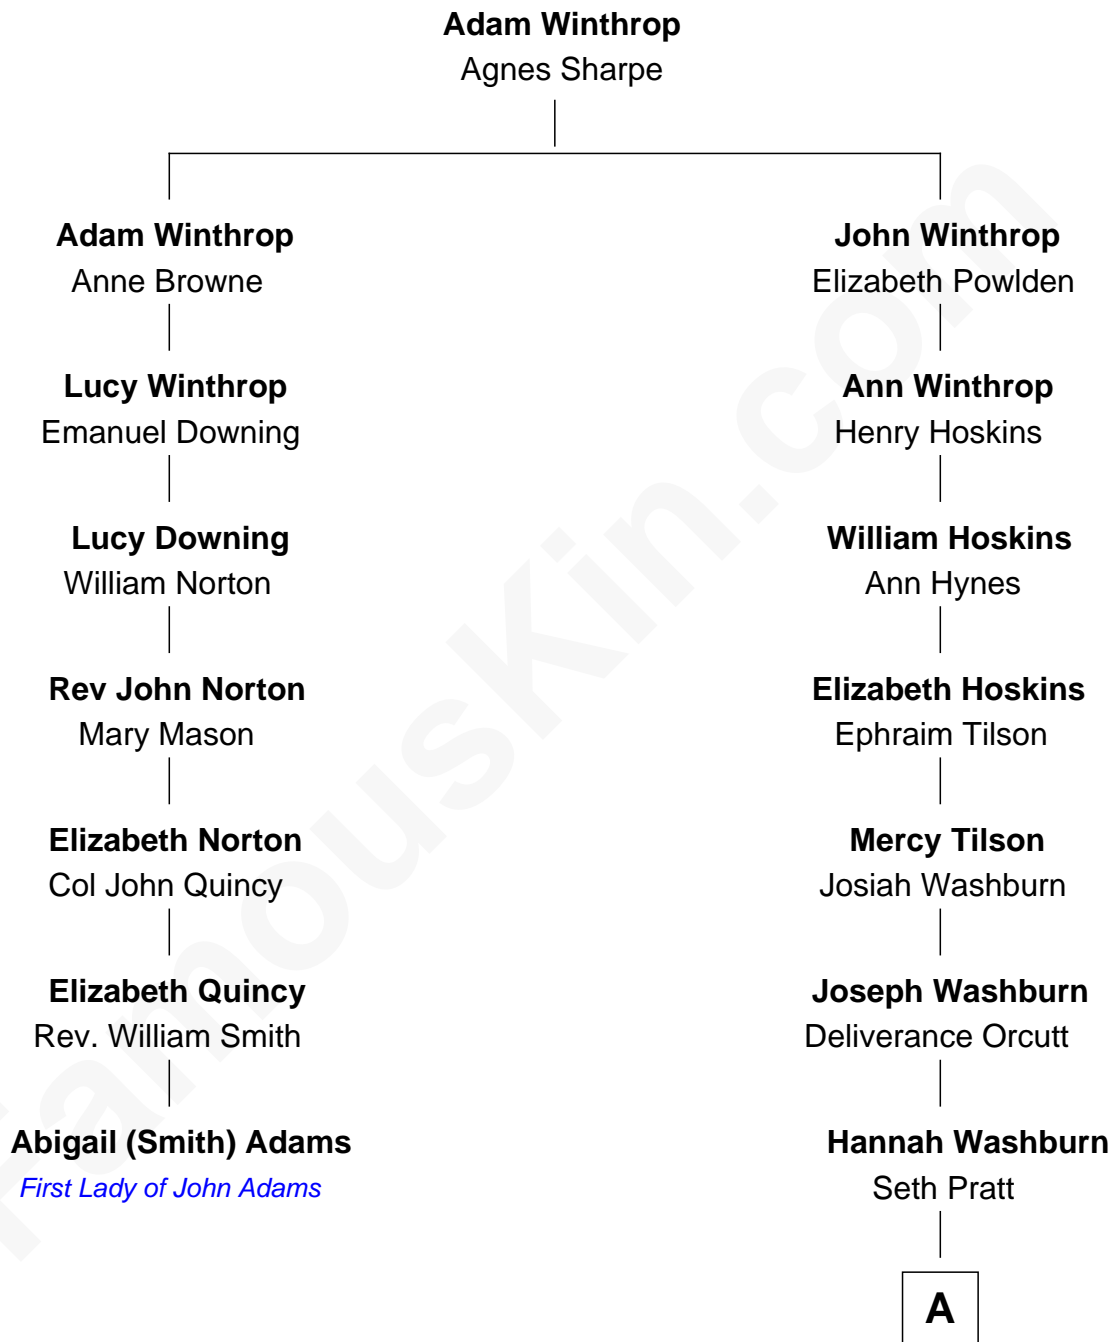 Adam Winthrop
Agnes Sharpe
Adam Winthrop
Anne Browne
John Winthrop
Elizabeth Powlden
Lucy Winthrop
Emanuel Downing
Ann Winthrop
Henry Hoskins
Lucy Downing
William Norton
William Hoskins
Ann Hynes
Rev John Norton
Mary Mason
Elizabeth Hoskins
Ephraim Tilson
Elizabeth Norton
Col John Quincy
Mercy Tilson
Josiah Washburn
Elizabeth Quincy
Rev. William Smith
Joseph Washburn
Deliverance Orcutt
Abigail (Smith) Adams
First Lady of John Adams
Hannah Washburn
Seth Pratt
A
FamousKin.com